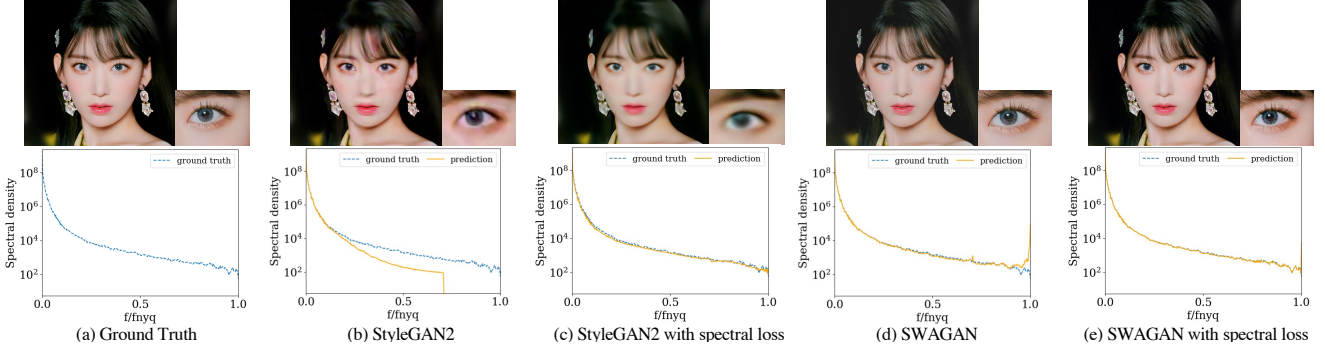 ground truth
10^8
10^6
10^4
10^2
Spectral density
0.0 0.5 1.0
f/fnyq
(a) Ground Truth
ground truth prediction
10^8
10^6
10^4
10^2
Spectral density
0.0 0.5 1.0
f/fnyq
(b) StyleGAN2
ground truth prediction
10^8
10^6
10^4
10^2
Spectral density
0.0 0.5 1.0
f/fnyq
(c) StyleGAN2 with spectral loss
ground truth prediction
10^8
10^6
10^4
10^2
Spectral density
0.0 0.5 1.0
f/fnyq
(d) SWAGAN
ground truth prediction
10^8
10^6
10^4
10^2
Spectral density
0.0 0.5 1.0
f/fnyq
(e) SWAGAN with spectral loss